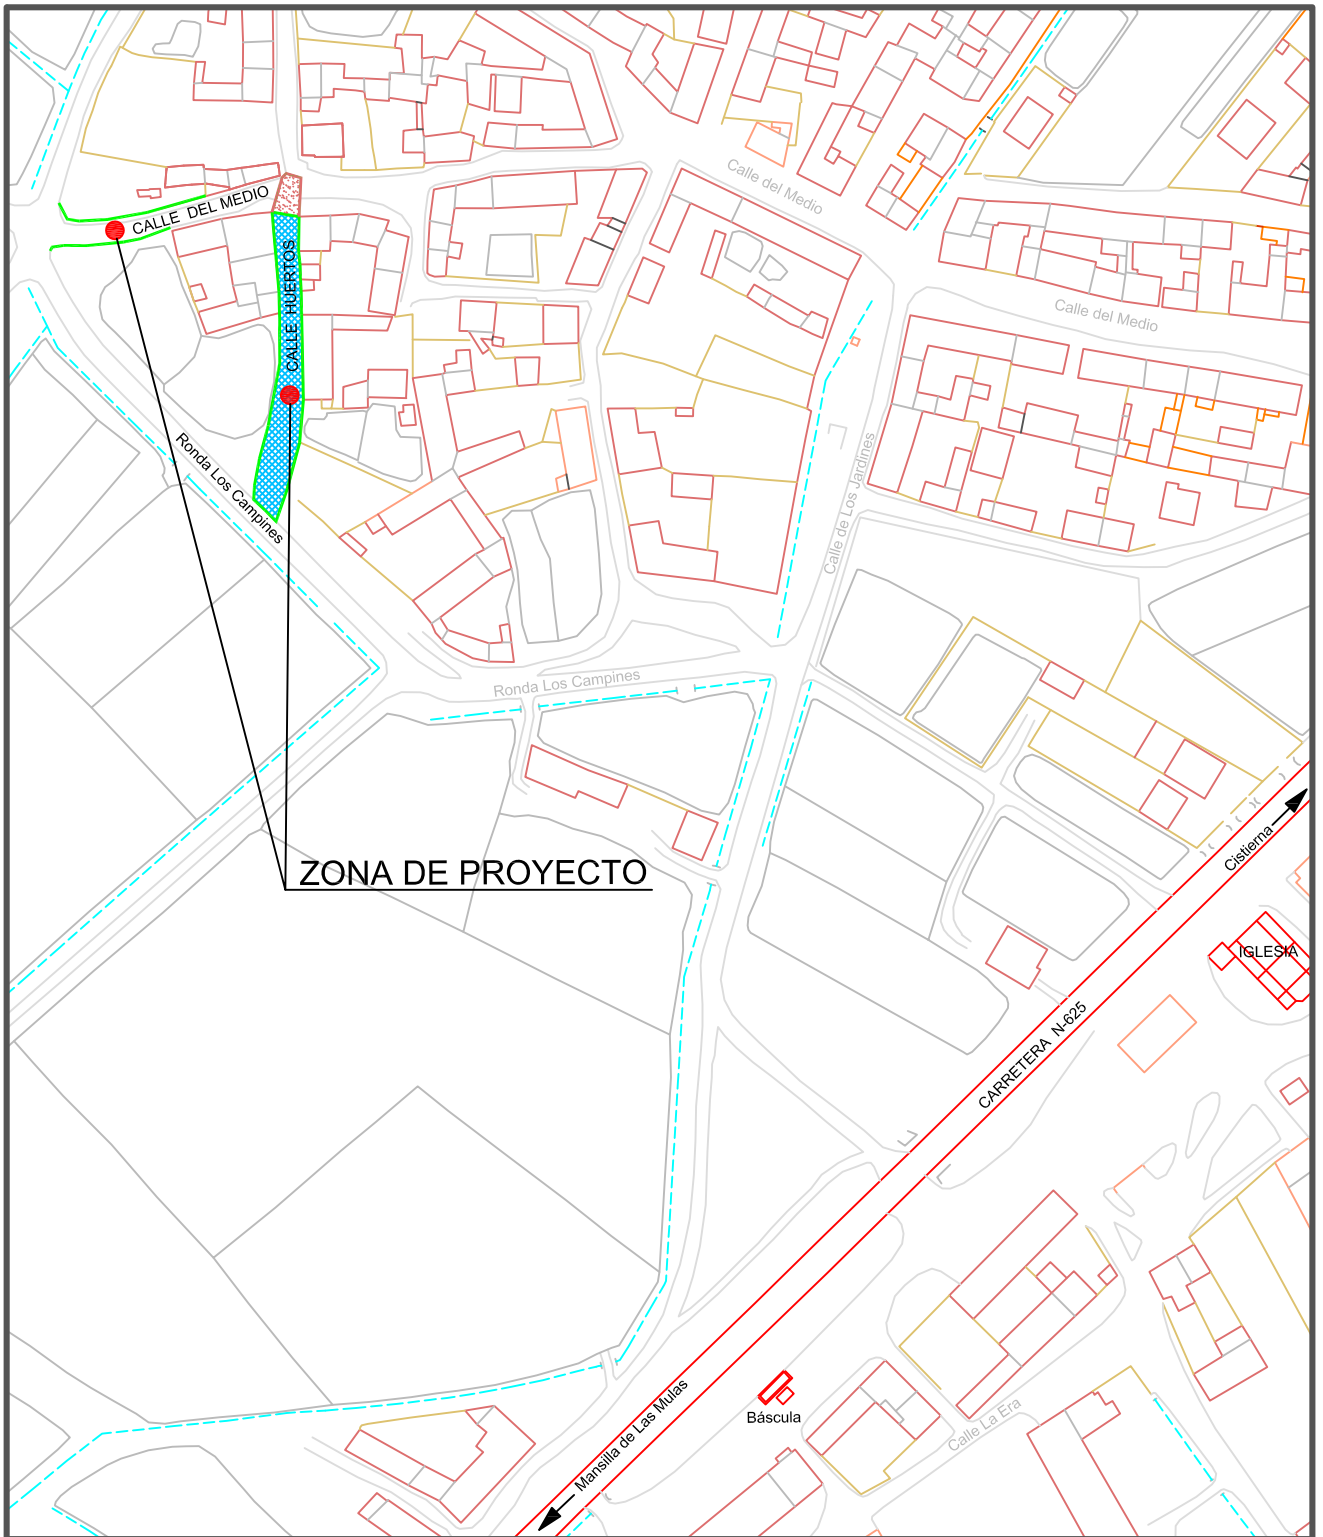 Calle del Medio
CALLE DEL MEDIO
CALLE HUERTOS
Calle del Medio
Ronda Los Campines
Calle de Los Jardines
Ronda Los Campines
ZONA DE PROYECTO
Cistierna
IGLESIA
CARRETERA N-625
Mansilla de Las Mulas
Báscula
Calle La Era